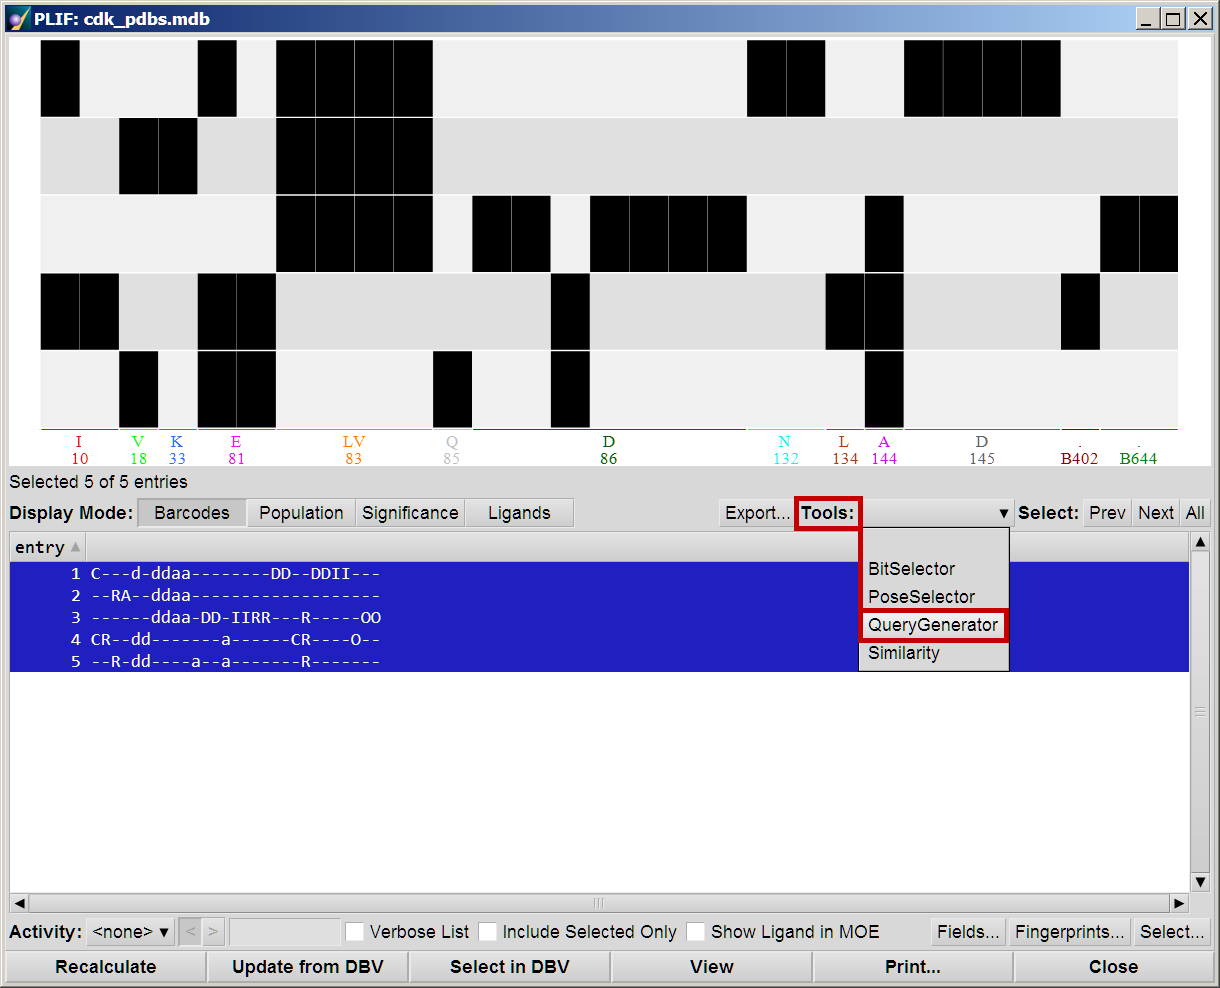 PLIF: cdk_pdbs.mdb
I V K E LV Q D N L A D . .
10 18 33 81 83 85 86 132 134 144 145 B402 B644
Selected 5 of 5 entries
Display Mode: Barcodes Population Significance Ligands Export... Tools: Select: Prev Next All
entry
BitSelector
1 C---d-ddaa--------DD--DDII---
PoseSelector
2 --RA--ddaa-------------------
QueryGenerator
3 ------ddaa-DD-IIRR---R-----OO
Similarity
4 CR--dd-------a------CR----O--
5 --R-dd----a--a-------R-------
Activity: <none> < > Verbose List Include Selected Only Show Ligand in MOE Fields... Fingerprints... Select...
Recalculate Update from DBV Select in DBV View Print... Close